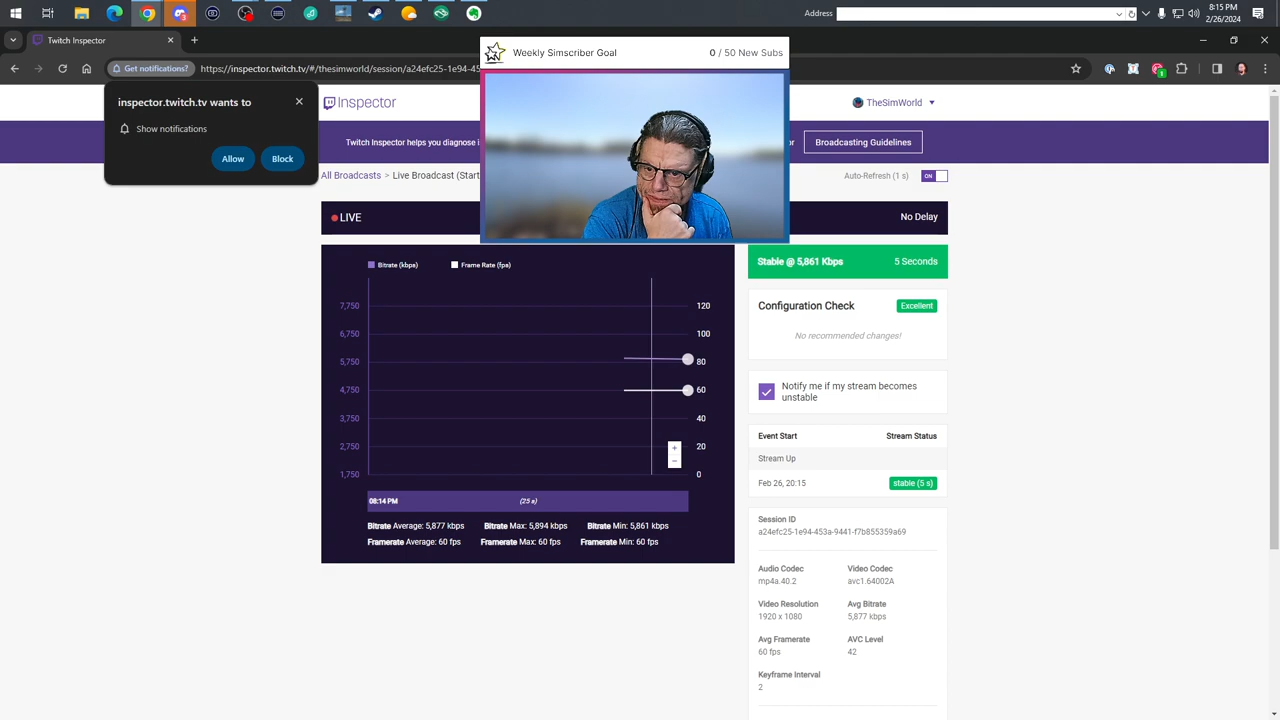 Address
8:15 PM
2/26/2024
Twitch Inspector
Weekly Simscriber Goal
0 / 50 New Subs
Get notifications?
inspector.twitch.tv wants to
Show notifications
Allow
Block
Inspector
TheSimWorld
Twitch Inspector helps you diagnose
Broadcasting Guidelines
All Broadcasts > Live Broadcast (Start
Auto-Refresh (1 s)
ON
LIVE
No Delay
Bitrate (kbps)
Frame Rate (fps)
7,750
6,750
5,750
4,750
3,750
2,750
1,750
120
100
80
60
40
20
0
+
−
08:14 PM
(25 s)
Bitrate Average: 5,877 kbps
Bitrate Max: 5,894 kbps
Bitrate Min: 5,861 kbps
Framerate Average: 60 fps
Framerate Max: 60 fps
Framerate Min: 60 fps
Stable @ 5,861 Kbps
5 Seconds
Configuration Check
Excellent
No recommended changes!
Notify me if my stream becomes
unstable
Event Start
Stream Status
Stream Up
Feb 26, 20:15
stable (5 s)
Session ID
a24efc25-1e94-453a-9441-f7b855359a69
Audio Codec
Video Codec
mp4a.40.2
avc1.64002A
Video Resolution
Avg Bitrate
1920 x 1080
5,877 kbps
Avg Framerate
AVC Level
60 fps
42
Keyframe Interval
2